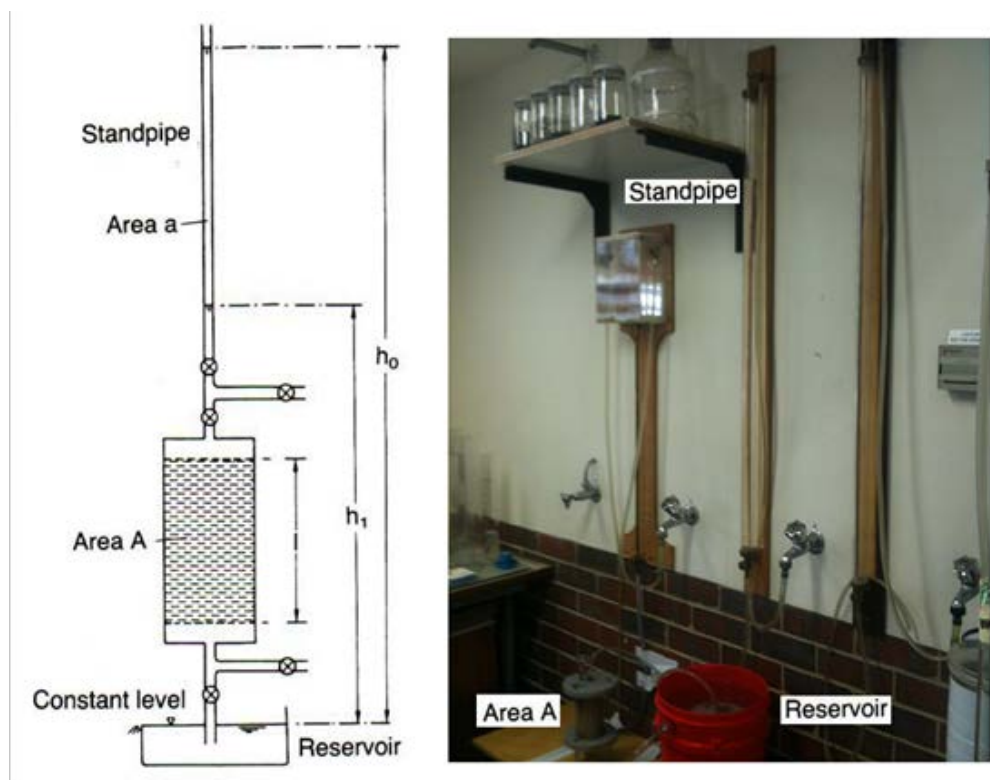 Standpipe
Area a
h₀
h₁
Area A
Constant level
Reservoir
Standpipe
Area A
Reservoir